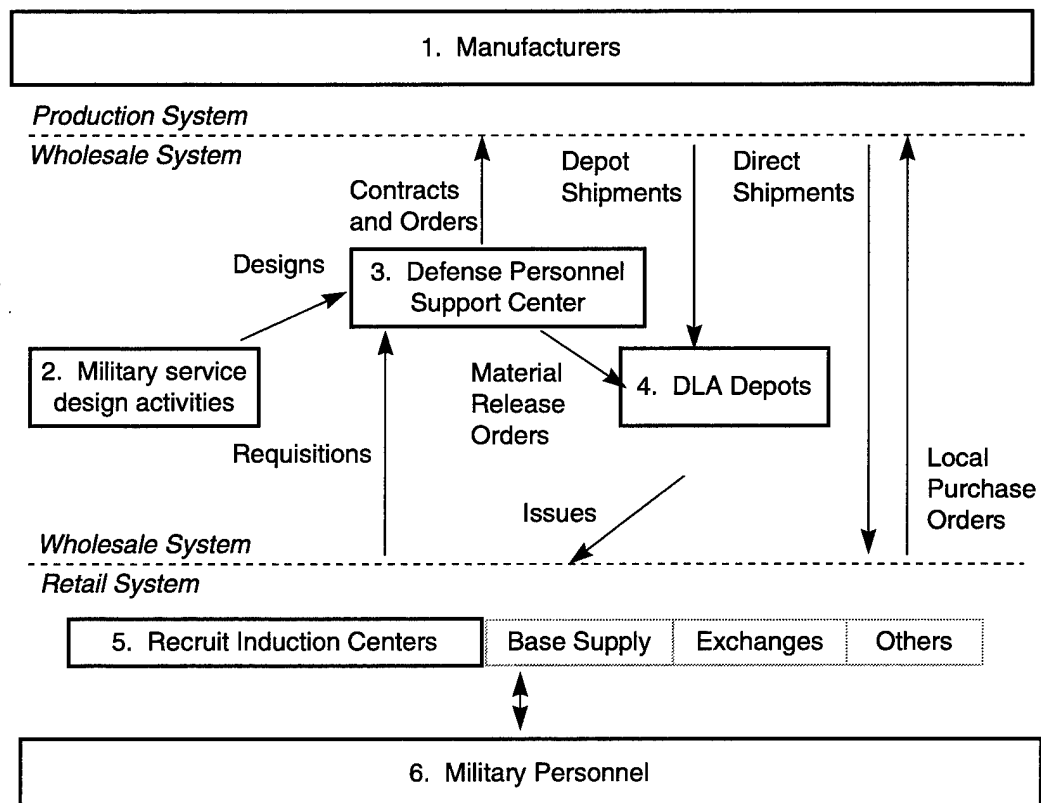 1. Manufacturers
Production System
Wholesale System
Contracts
and Orders
Depot
Shipments
Direct
Shipments
Designs
3. Defense Personnel
Support Center
2. Military service
design activities
Material
Release
Orders
4. DLA Depots
Requisitions
Local
Purchase
Orders
Issues
Wholesale System
Retail System
5. Recruit Induction Centers
Base Supply
Exchanges
Others
6. Military Personnel